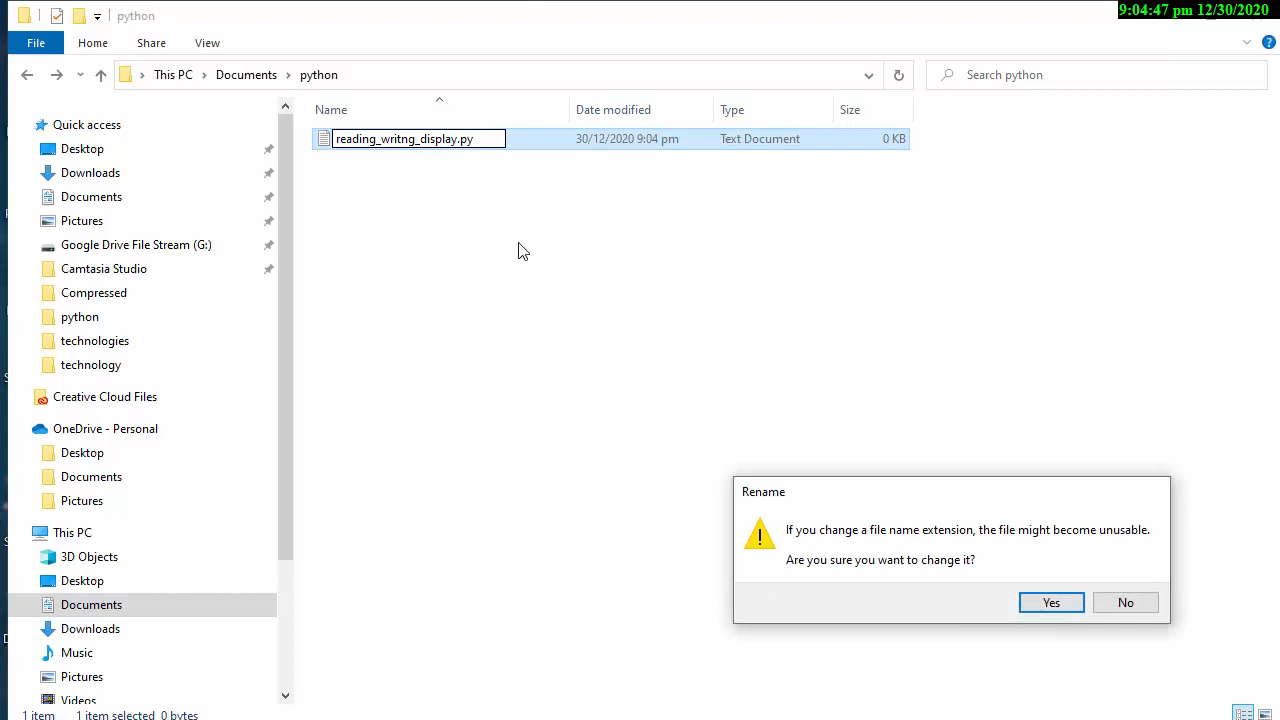 python
9:04:47 pm 12/30/2020
File Home Share View
This PC Documents python
Search python
Name Date modified Type Size
reading_writng_display.py 30/12/2020 9:04 pm Text Document 0 KB
Quick access
Desktop
Downloads
Documents
Pictures
Google Drive File Stream (G:)
Camtasia Studio
Compressed
python
technologies
technology
Creative Cloud Files
OneDrive - Personal
Desktop
Documents
Pictures
This PC
3D Objects
Desktop
Documents
Downloads
Music
Pictures
Videos
Rename
If you change a file name extension, the file might become unusable.
Are you sure you want to change it?
Yes No
1 item 1 item selected 0 bytes